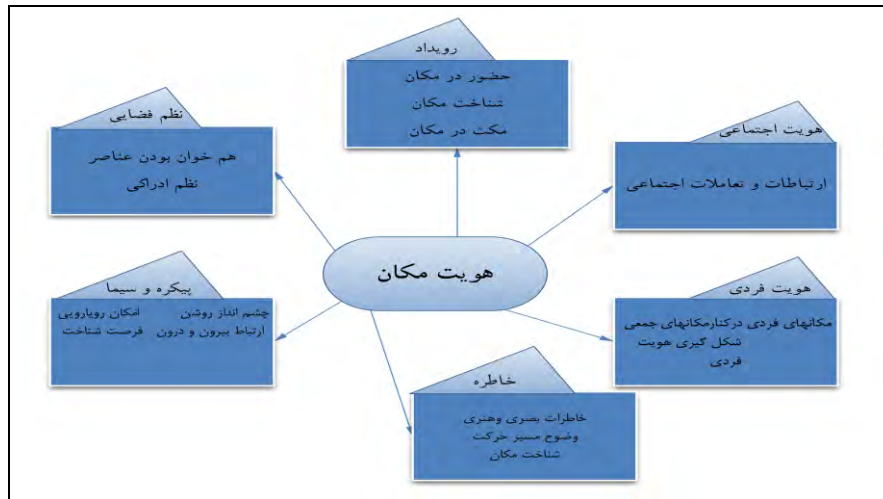 رویداد
حضور در مکان
شناخت مکان
مکث در مکان
هویت اجتماعی
ارتباطات و تعاملات اجتماعی
نظم فضایی
هم خوان بودن عناصر
نظم ادراکی
هویت مکان
هویت فردی
مکانهای فردی درکنارمکانهای جمعی
شکل گیری هویت
فردی
پیکره و سیما
چشم انداز روشن امکان رویارویی
ارتباط بیرون و درون فرصت شناخت
خاطره
خاطرات بصری وهنری
وضوح مسیر حرکت
شناخت مکان